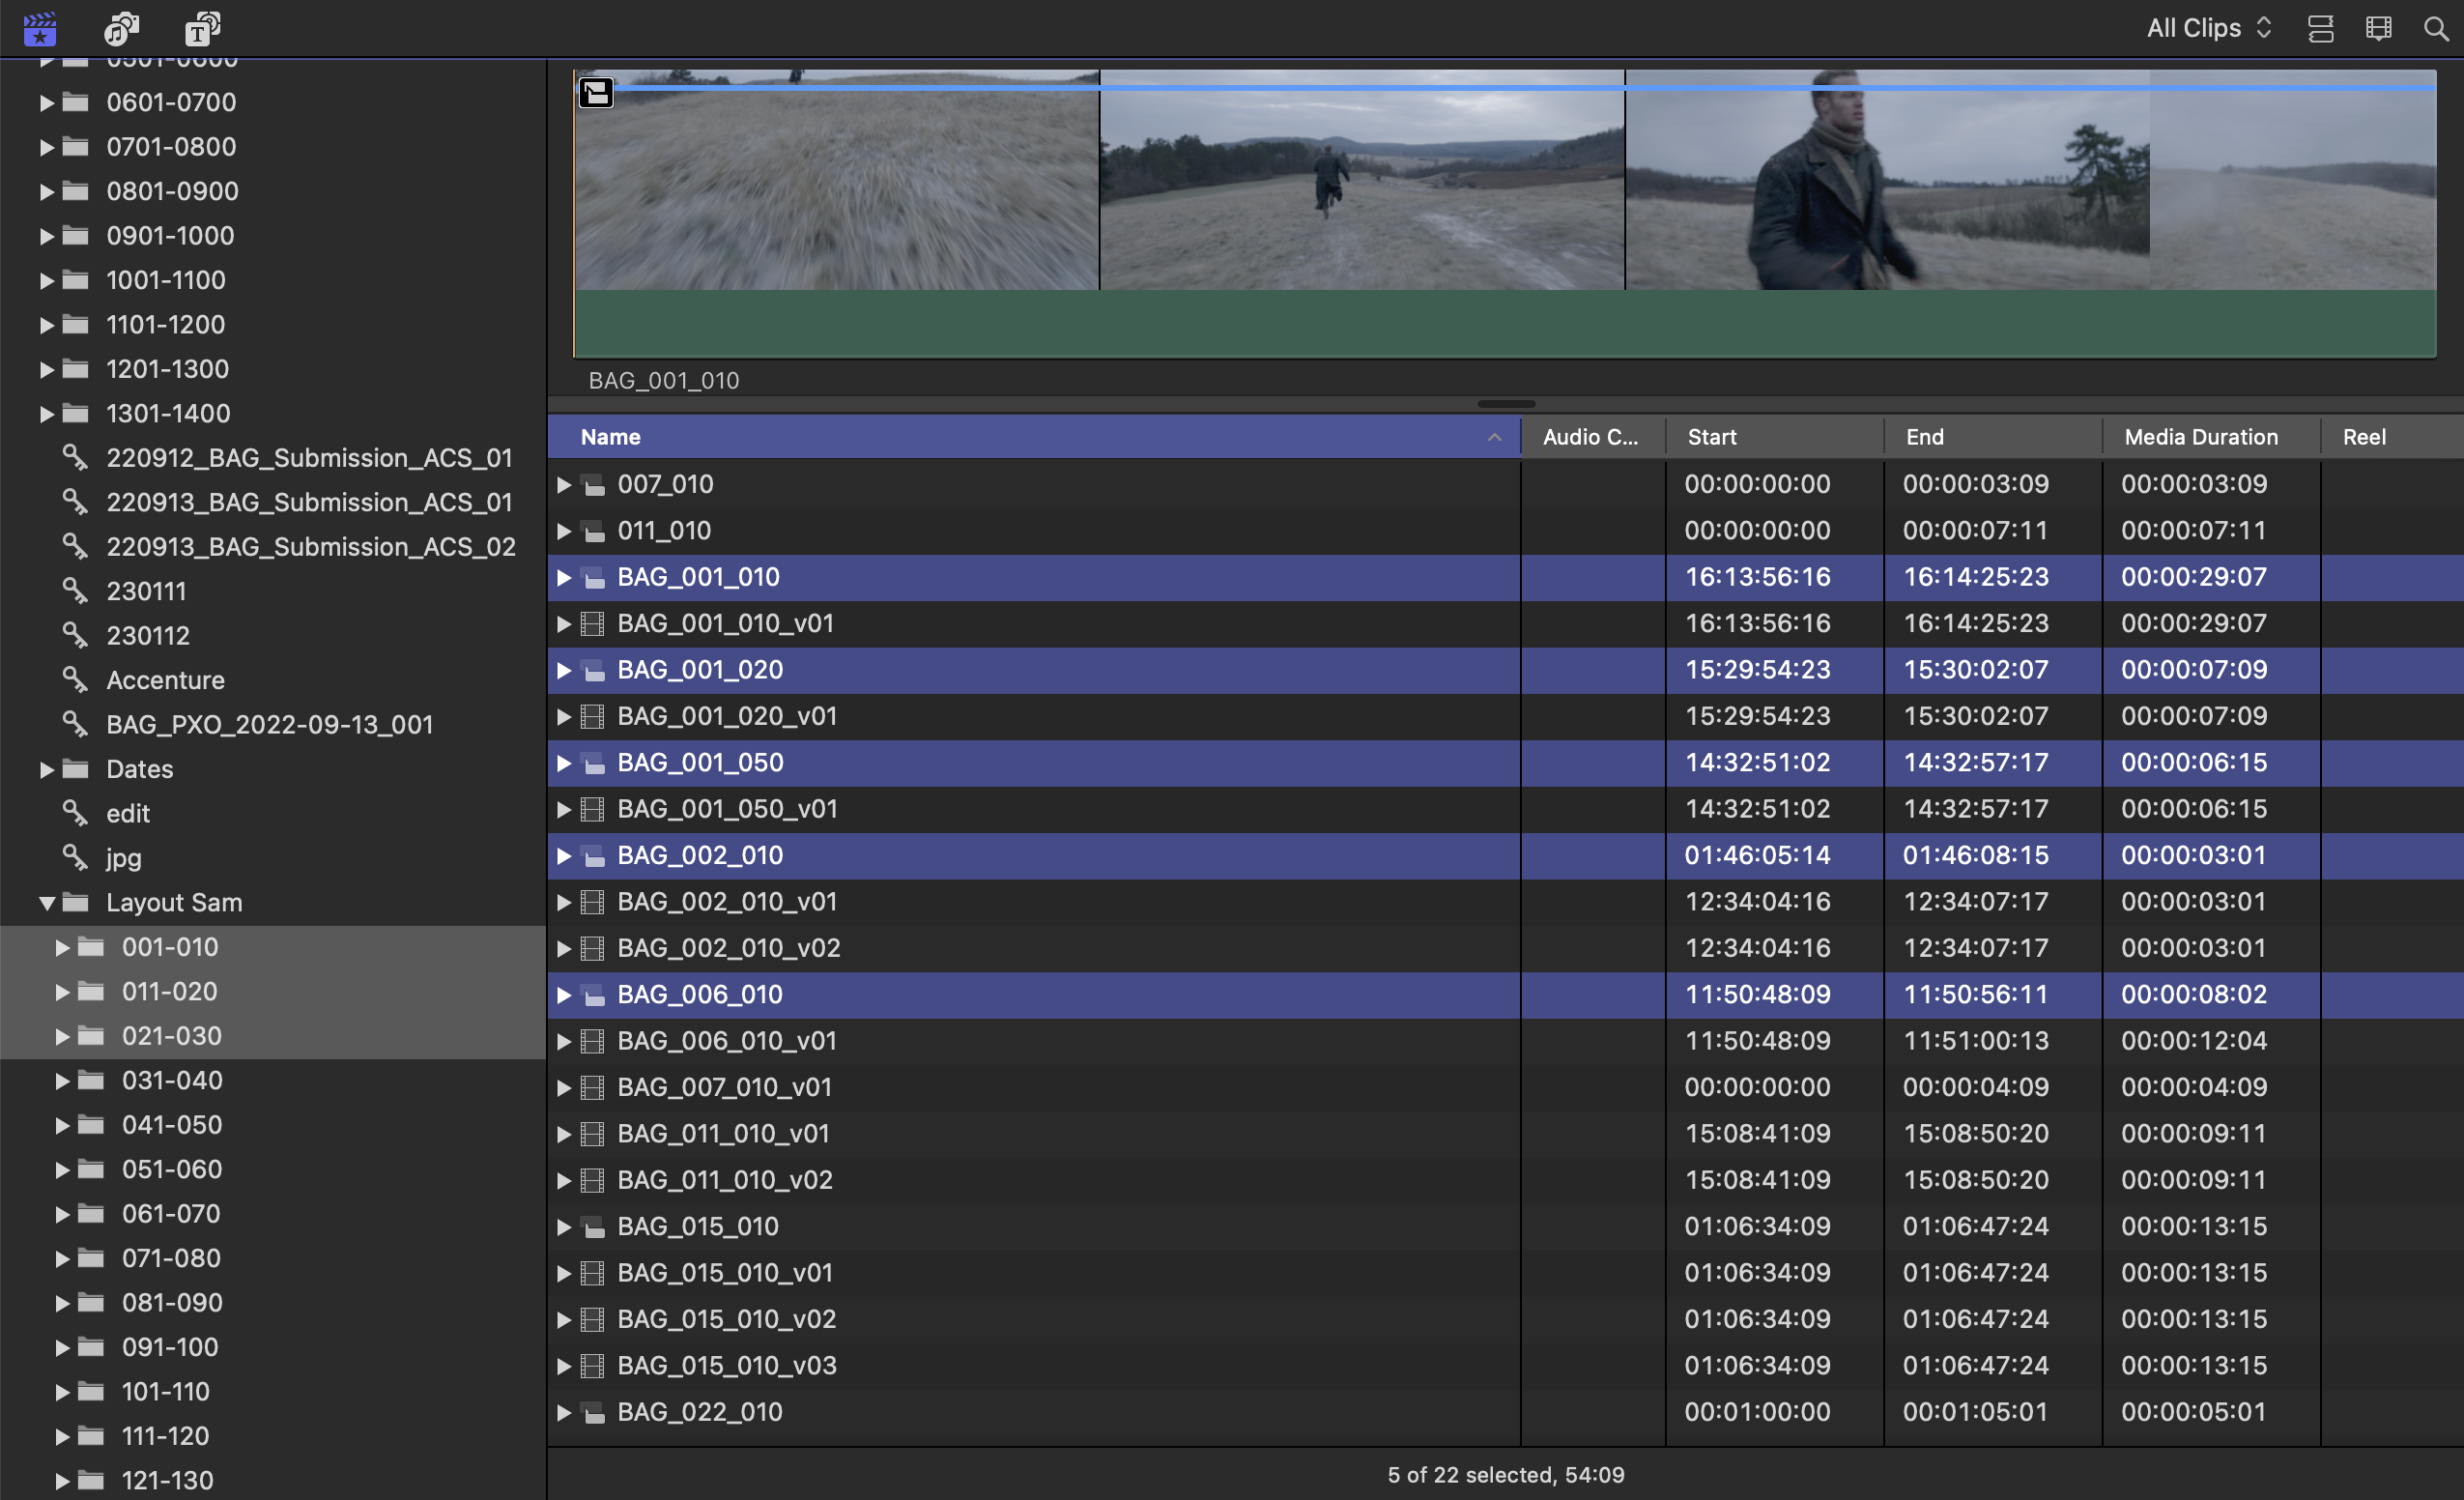 All Clips
0501-0600
0601-0700
0701-0800
0801-0900
0901-1000
1001-1100
1101-1200
1201-1300
1301-1400
220912_BAG_Submission_ACS_01
220913_BAG_Submission_ACS_01
220913_BAG_Submission_ACS_02
230111
230112
Accenture
BAG_PXO_2022-09-13_001
Dates
edit
jpg
Layout Sam
001-010
011-020
021-030
031-040
041-050
051-060
061-070
071-080
081-090
091-100
101-110
111-120
121-130
BAG_001_010
Name Audio C... Start End Media Duration Reel
007_010 00:00:00:00 00:00:03:09 00:00:03:09
011_010 00:00:00:00 00:00:07:11 00:00:07:11
BAG_001_010 16:13:56:16 16:14:25:23 00:00:29:07
BAG_001_010_v01 16:13:56:16 16:14:25:23 00:00:29:07
BAG_001_020 15:29:54:23 15:30:02:07 00:00:07:09
BAG_001_020_v01 15:29:54:23 15:30:02:07 00:00:07:09
BAG_001_050 14:32:51:02 14:32:57:17 00:00:06:15
BAG_001_050_v01 14:32:51:02 14:32:57:17 00:00:06:15
BAG_002_010 01:46:05:14 01:46:08:15 00:00:03:01
BAG_002_010_v01 12:34:04:16 12:34:07:17 00:00:03:01
BAG_002_010_v02 12:34:04:16 12:34:07:17 00:00:03:01
BAG_006_010 11:50:48:09 11:50:56:11 00:00:08:02
BAG_006_010_v01 11:50:48:09 11:51:00:13 00:00:12:04
BAG_007_010_v01 00:00:00:00 00:00:04:09 00:00:04:09
BAG_011_010_v01 15:08:41:09 15:08:50:20 00:00:09:11
BAG_011_010_v02 15:08:41:09 15:08:50:20 00:00:09:11
BAG_015_010 01:06:34:09 01:06:47:24 00:00:13:15
BAG_015_010_v01 01:06:34:09 01:06:47:24 00:00:13:15
BAG_015_010_v02 01:06:34:09 01:06:47:24 00:00:13:15
BAG_015_010_v03 01:06:34:09 01:06:47:24 00:00:13:15
BAG_022_010 00:01:00:00 00:01:05:01 00:00:05:01
5 of 22 selected, 54:09